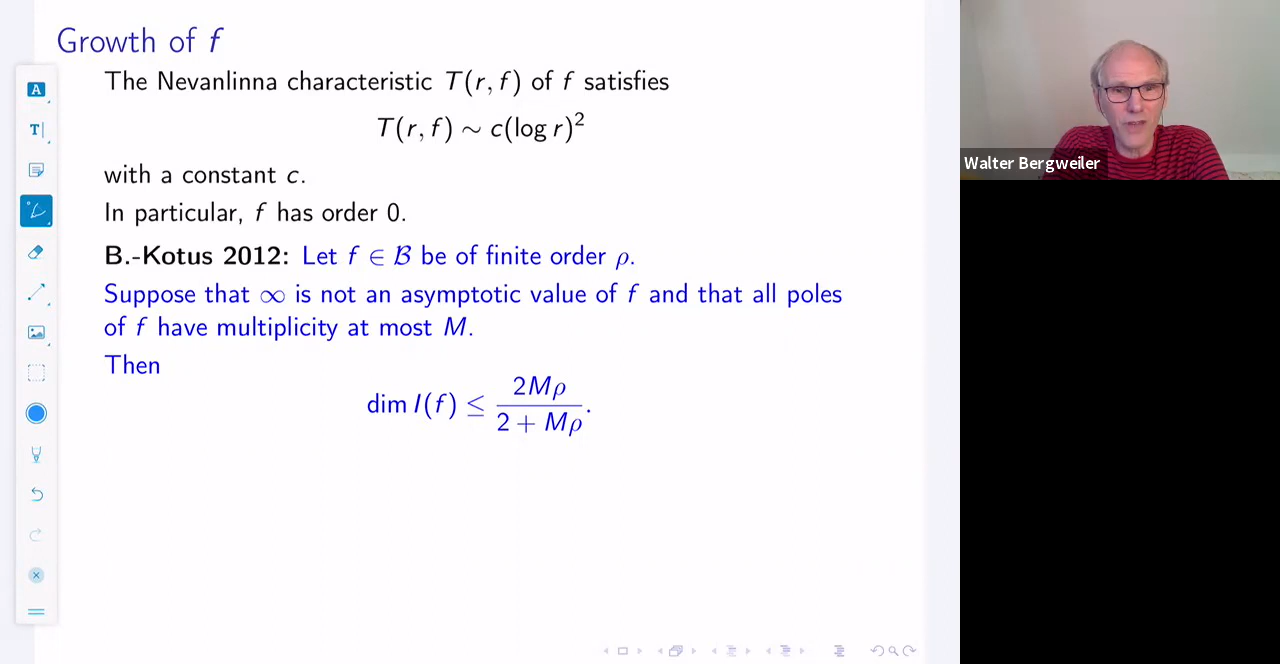 Growth of f
The Nevanlinna characteristic T(r, f) of f satisfies
T(r, f) ∼ c(log r)²
with a constant c.
In particular, f has order 0.
B.-Kotus 2012: Let f ∈ ℬ be of finite order ρ.
Suppose that ∞ is not an asymptotic value of f and that all poles
of f have multiplicity at most M.
Then
dim I(f) ≤ 2Mρ / (2 + Mρ).
Walter Bergweiler
A
T